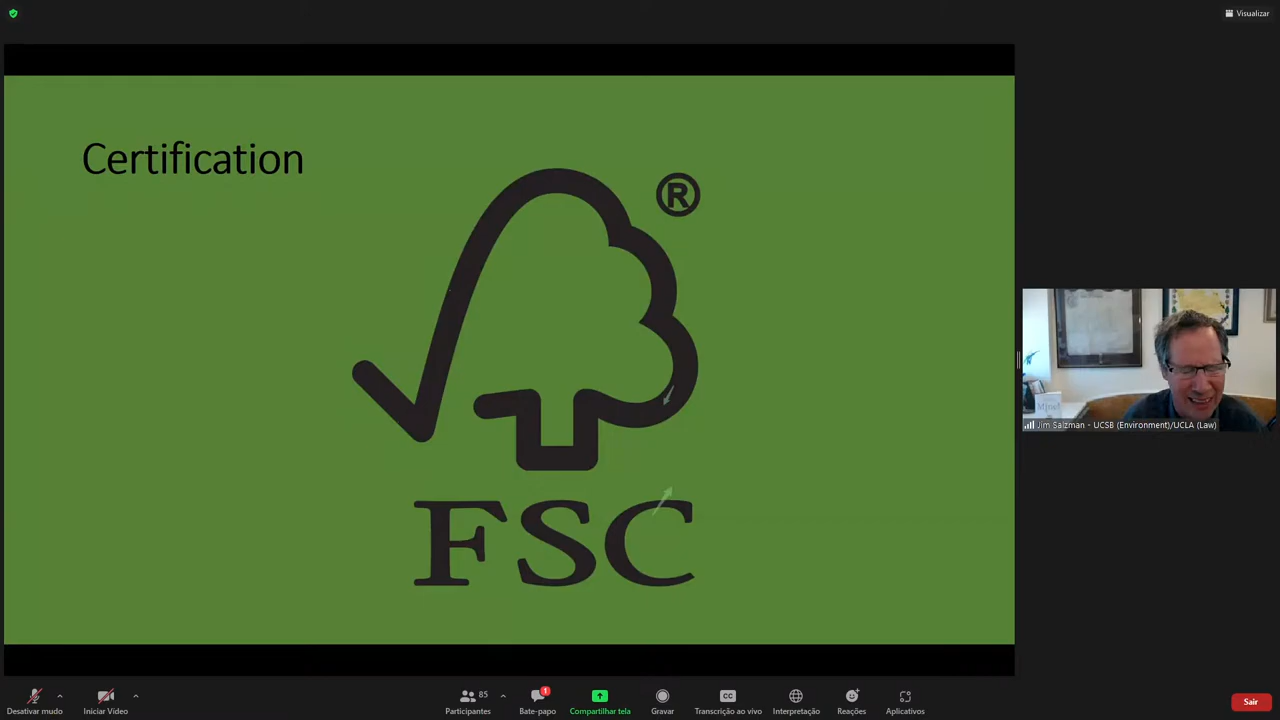 Visualizar
Certification
®
FSC
Jim Salzman - UCSB (Environment)/UCLA (Law)
85
1
CC
Desativar mudo
Iniciar Vídeo
Participantes
Bate-papo
Compartilhar tela
Gravar
Transcrição ao vivo
Interpretação
Reações
Aplicativos
Sair